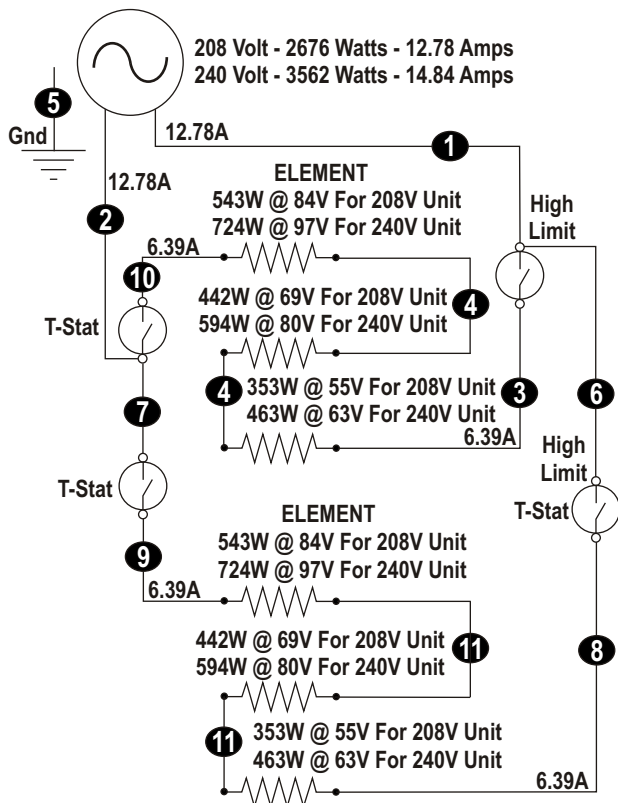 208 Volt - 2676 Watts - 12.78 Amps
240 Volt - 3562 Watts - 14.84 Amps
5
Gnd
12.78A
1
12.78A
2
ELEMENT
543W @ 84V For 208V Unit
724W @ 97V For 240V Unit
High
Limit
6.39A
10
442W @ 69V For 208V Unit
594W @ 80V For 240V Unit
4
T-Stat
4
353W @ 55V For 208V Unit
463W @ 63V For 240V Unit
3
6
7
6.39A
High
Limit
T-Stat
T-Stat
ELEMENT
543W @ 84V For 208V Unit
724W @ 97V For 240V Unit
9
6.39A
442W @ 69V For 208V Unit
594W @ 80V For 240V Unit
11
8
11
353W @ 55V For 208V Unit
463W @ 63V For 240V Unit
6.39A